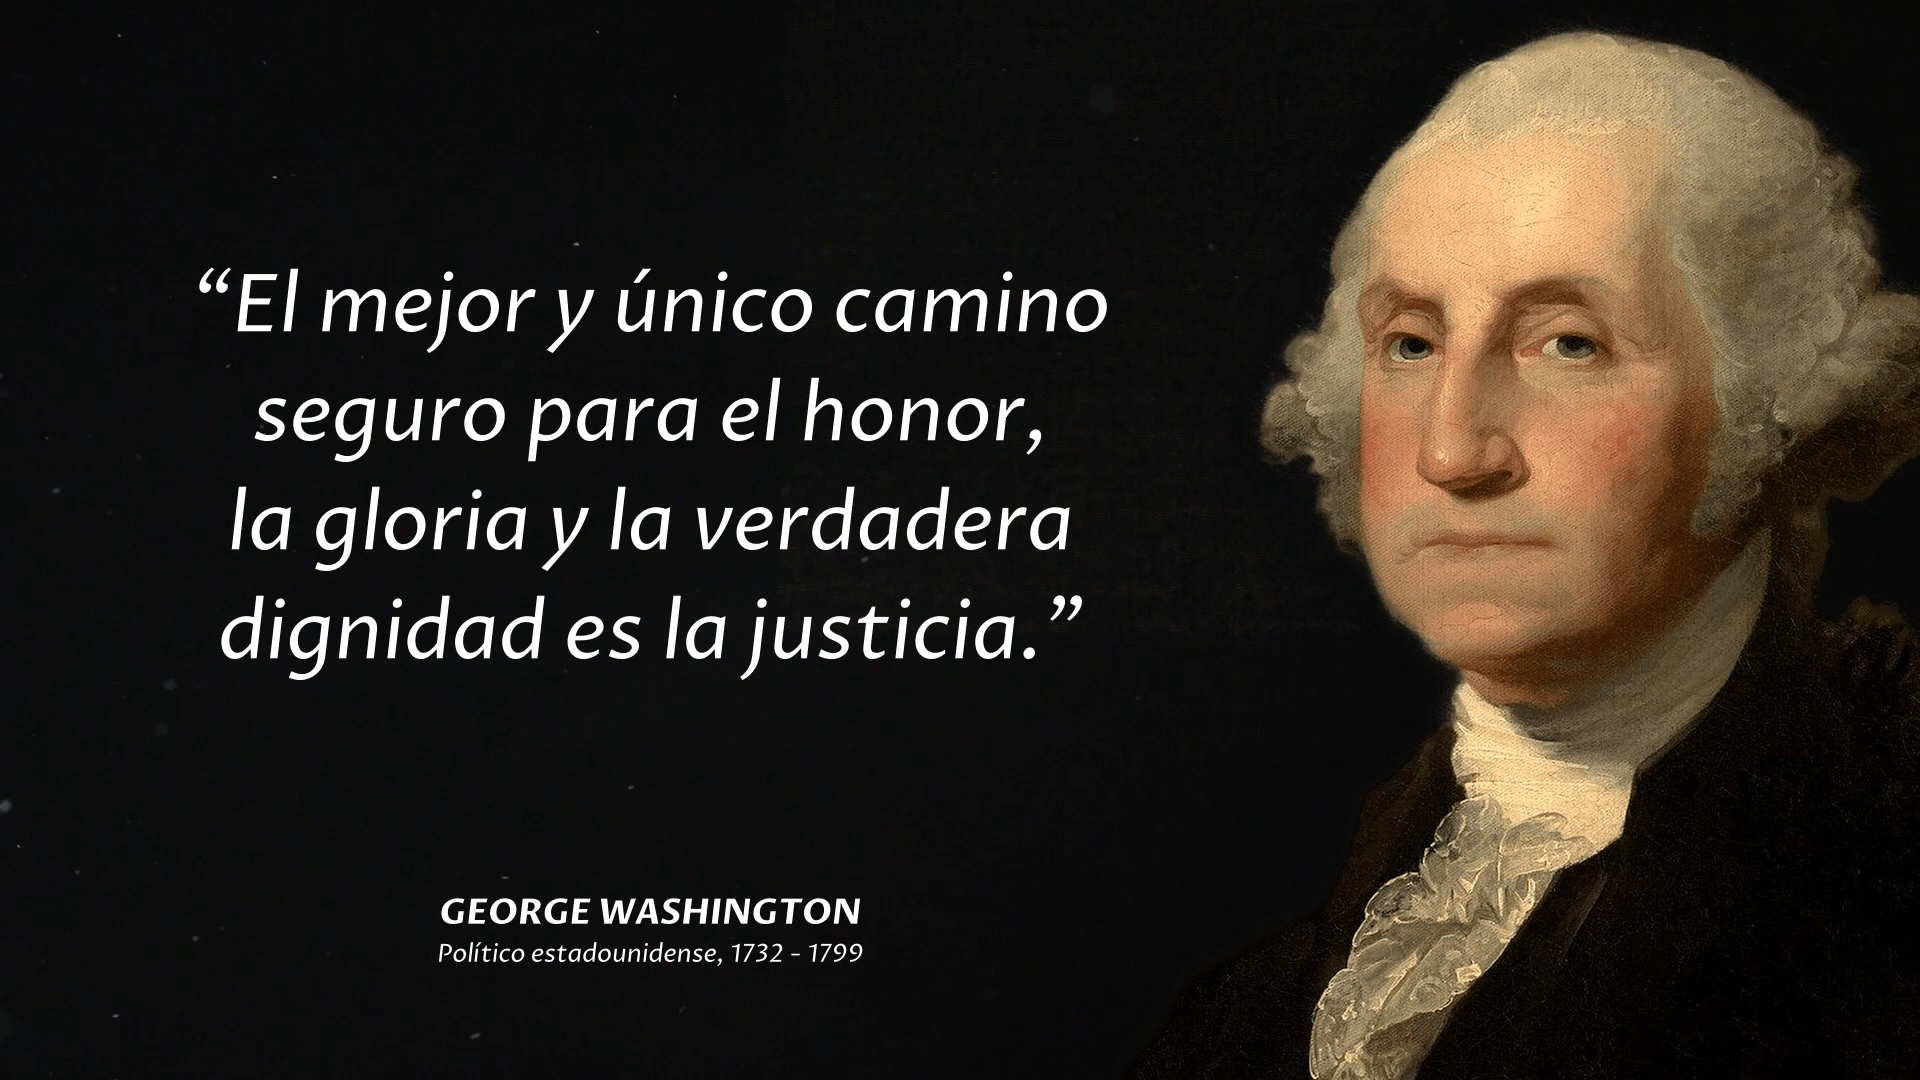 “El mejor y único camino
seguro para el honor,
la gloria y la verdadera
dignidad es la justicia.”
GEORGE WASHINGTON
Político estadounidense, 1732 - 1799